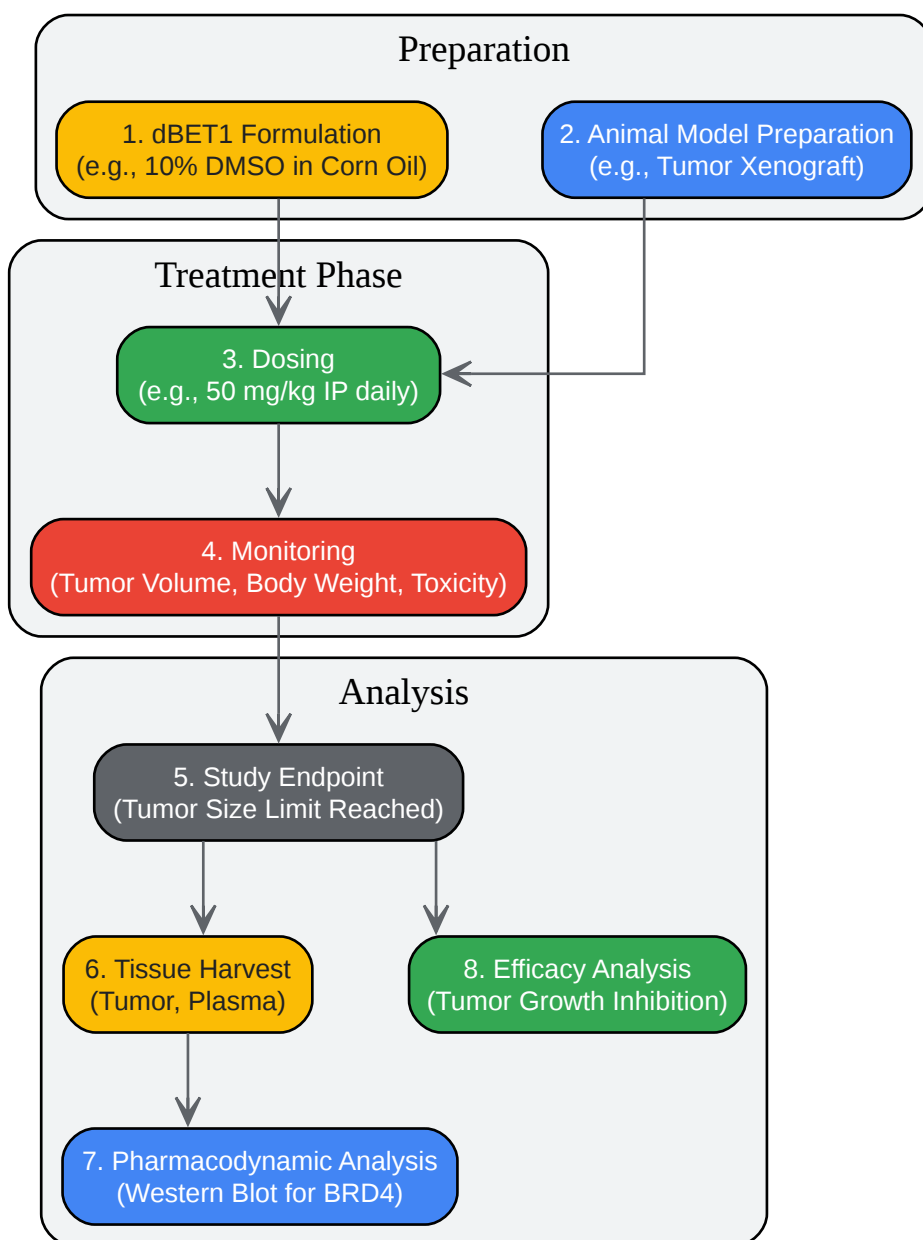 Preparation
1. dBET1 Formulation
(e.g., 10% DMSO in Corn Oil)
2. Animal Model Preparation
(e.g., Tumor Xenograft)
Treatment Phase
3. Dosing
(e.g., 50 mg/kg IP daily)
4. Monitoring
(Tumor Volume, Body Weight, Toxicity)
Analysis
5. Study Endpoint
(Tumor Size Limit Reached)
6. Tissue Harvest
(Tumor, Plasma)
8. Efficacy Analysis
(Tumor Growth Inhibition)
7. Pharmacodynamic Analysis
(Western Blot for BRD4)